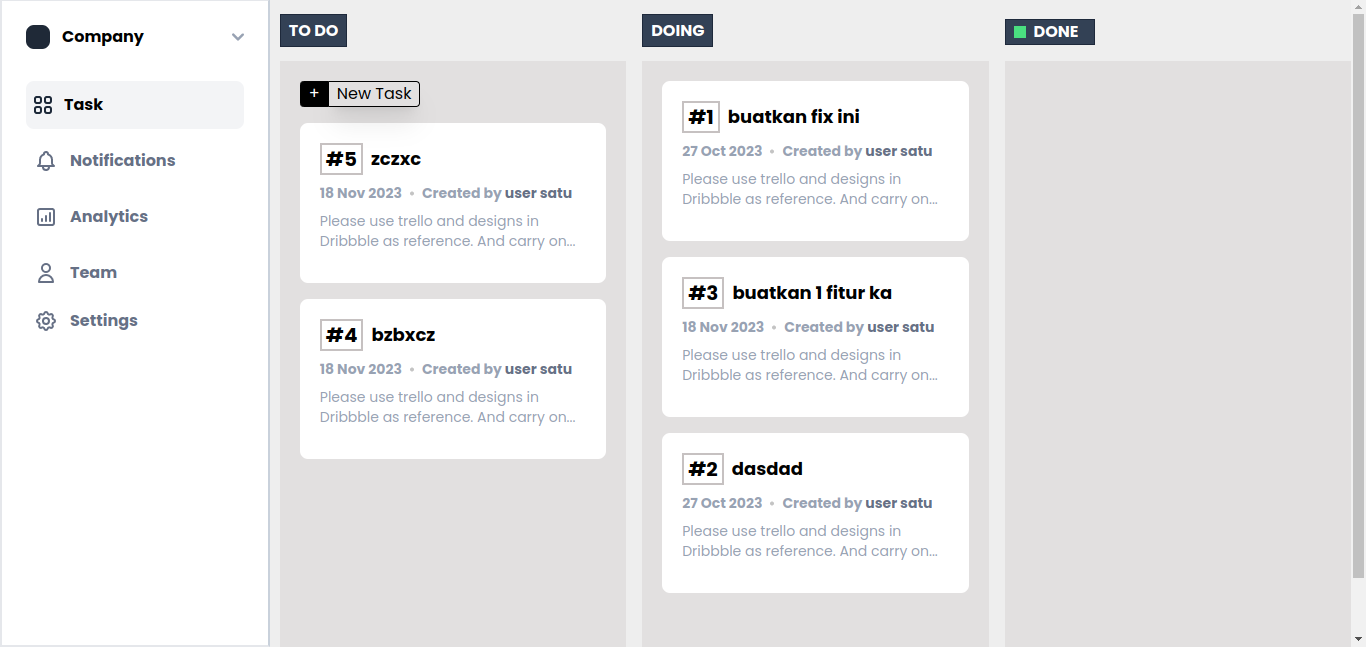 Company
Task
Notifications
Analytics
Team
Settings
TO DO
+ New Task
#5 zczxc
18 Nov 2023 • Created by user satu
Please use trello and designs in
Dribbble as reference. And carry on...
#4 bzbxcz
18 Nov 2023 • Created by user satu
Please use trello and designs in
Dribbble as reference. And carry on...
DOING
#1 buatkan fix ini
27 Oct 2023 • Created by user satu
Please use trello and designs in
Dribbble as reference. And carry on...
#3 buatkan 1 fitur ka
18 Nov 2023 • Created by user satu
Please use trello and designs in
Dribbble as reference. And carry on...
#2 dasdad
27 Oct 2023 • Created by user satu
Please use trello and designs in
Dribbble as reference. And carry on...
DONE